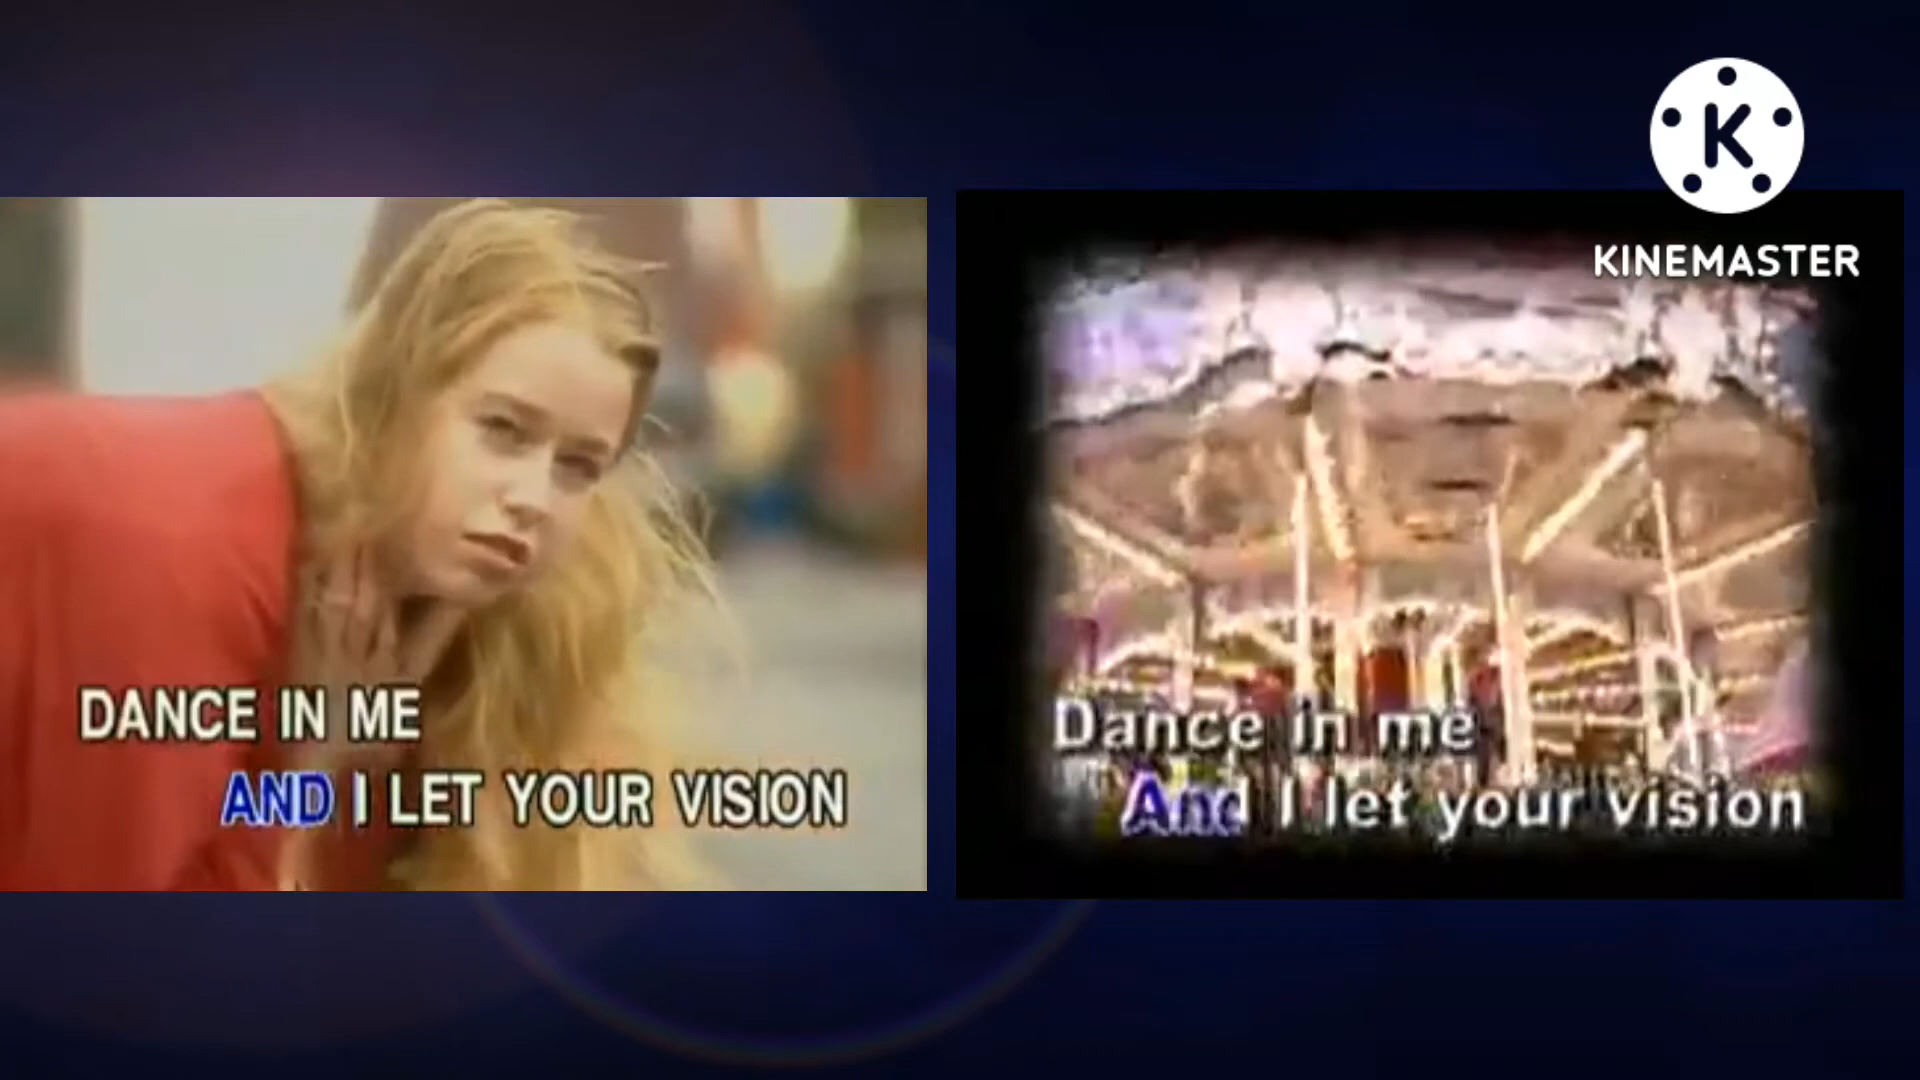 K
KINEMASTER
DANCE IN ME
AND I LET YOUR VISION
Dance in me
And I let your vision